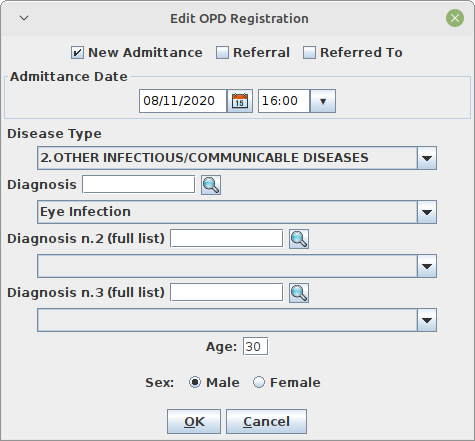 Edit OPD Registration
New Admittance Referral Referred To
Admittance Date
08/11/2020 15 16:00
Disease Type
2.OTHER INFECTIOUS/COMMUNICABLE DISEASES
Diagnosis
Eye Infection
Diagnosis n.2 (full list)
Diagnosis n.3 (full list)
Age: 30
Sex: Male Female
OK Cancel